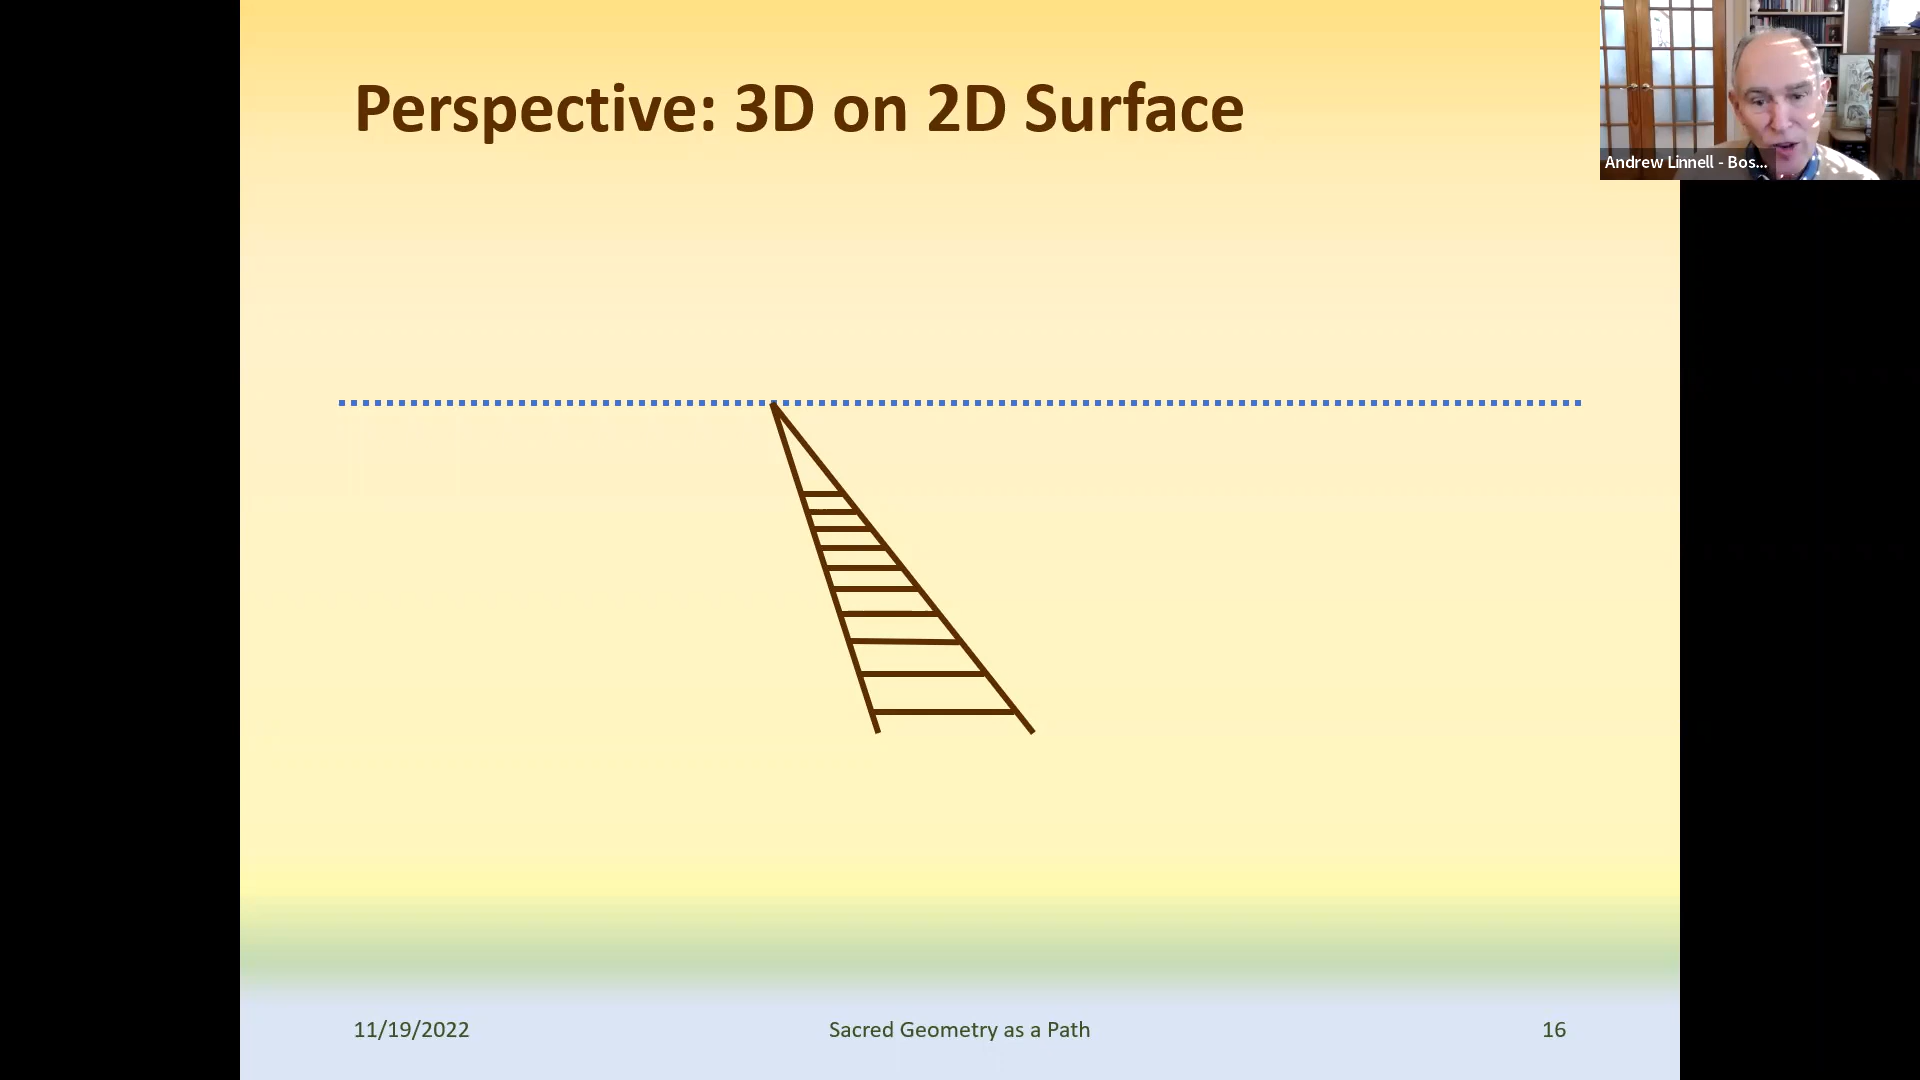 Perspective: 3D on 2D Surface
Andrew Linnell - Bos...
11/19/2022
Sacred Geometry as a Path
16